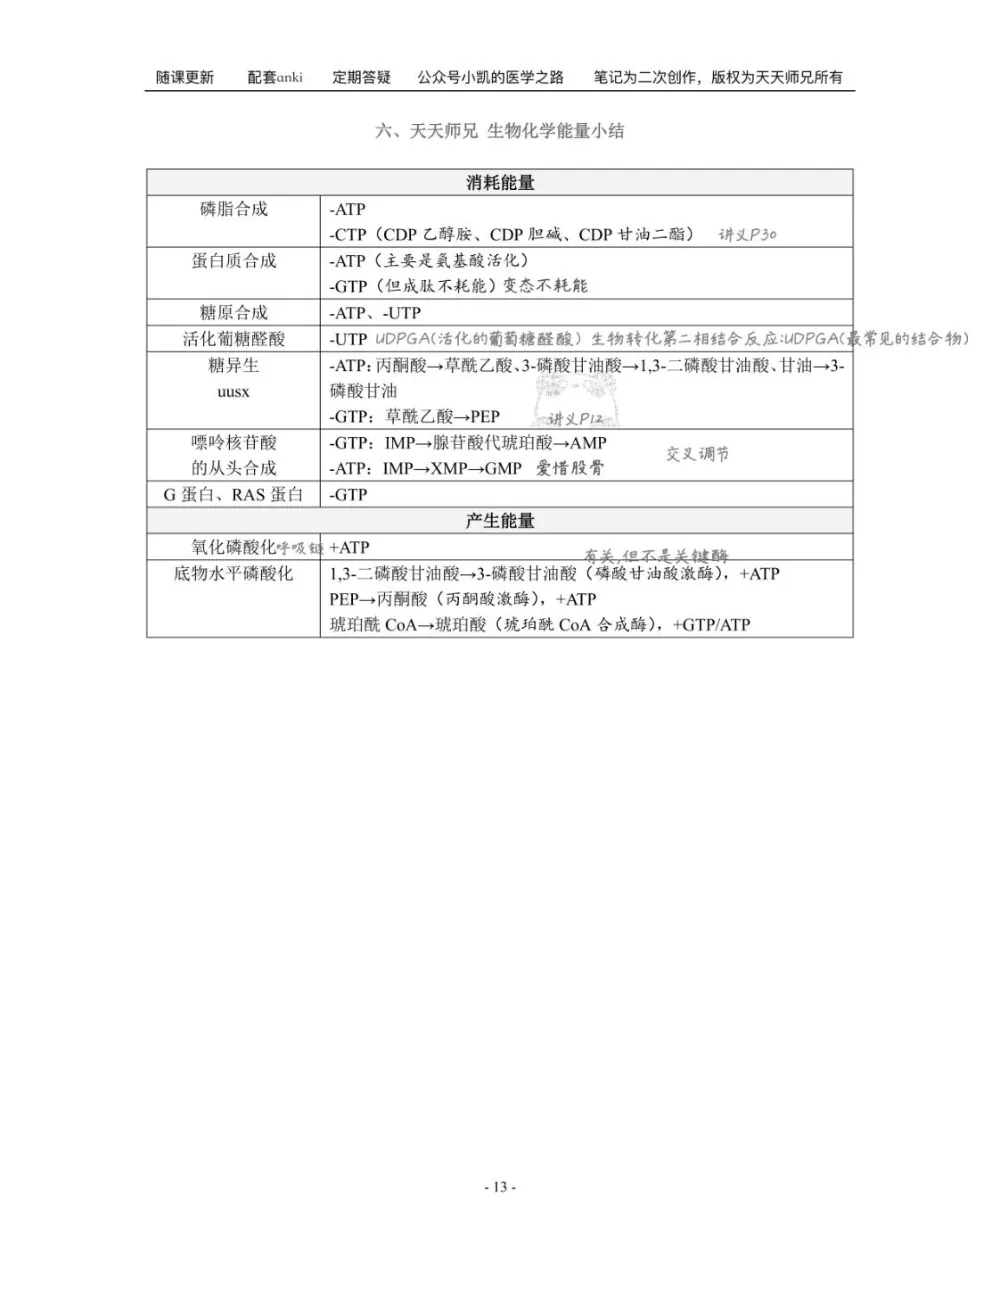 随课更新 配套anki 定期答疑 公众号小凯的医学之路 笔记为二次创作，版权为天天师兄所有
六、天天师兄 生物化学能量小结
消耗能量
磷脂合成 -ATP
-CTP（CDP 乙醇胺、CDP 胆碱、CDP 甘油二酯） 讲义P30
蛋白质合成 -ATP（主要是氨基酸活化）
-GTP（但成肽不耗能）变态不耗能
糖原合成 -ATP、-UTP
活化葡糖醛酸 -UTP UDPGA(活化的葡萄糖醛酸）生物转化第二相结合反应:UDPGA(最常见的结合物)
糖异生 -ATP：丙酮酸→草酰乙酸、3-磷酸甘油酸→1,3-二磷酸甘油酸、甘油→3-
uusx 磷酸甘油
-GTP：草酰乙酸→PEP 讲义P12
嘌呤核苷酸 -GTP：IMP→腺苷酸代琥珀酸→AMP 交叉调节
的从头合成 -ATP：IMP→XMP→GMP 爱惜股骨
G 蛋白、RAS 蛋白 -GTP
产生能量
氧化磷酸化呼吸链 +ATP 有关,但不是关键酶
底物水平磷酸化 1,3-二磷酸甘油酸→3-磷酸甘油酸（磷酸甘油酸激酶），+ATP
PEP→丙酮酸（丙酮酸激酶），+ATP
琥珀酰 CoA→琥珀酸（琥珀酰 CoA 合成酶），+GTP/ATP
- 13 -